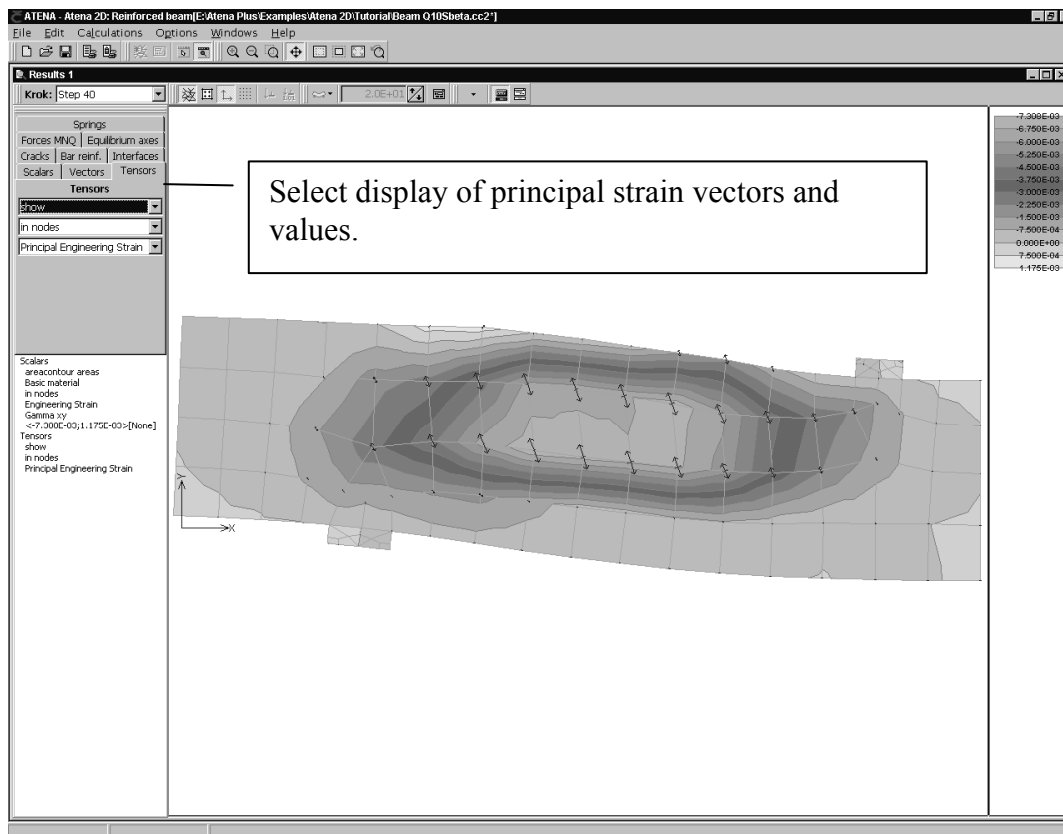 ATENA - Atena 2D: Reinforced beam[E:\Atena Plus\Examples\Atena 2D\Tutorial\Beam Q10Sbeta.cc2*]
File Edit Calculations Options Windows Help
Results 1
Krok: Step 40
2.0E+01
Springs
Forces MNQ Equilibrium axes
Cracks Bar reinf. Interfaces
Scalars Vectors Tensors
Tensors
show
in nodes
Principal Engineering Strain
Select display of principal strain vectors and
values.
Scalars
areacontour areas
Basic material
in nodes
Engineering Strain
Gamma xy
<-7.300E-03;1.175E-03>[None]
Tensors
show
in nodes
Principal Engineering Strain
Y
X
-7.300E-03
-6.750E-03
-6.000E-03
-5.250E-03
-4.500E-03
-3.750E-03
-3.000E-03
-2.250E-03
-1.500E-03
-7.500E-04
0.000E+00
7.500E-04
1.175E-03